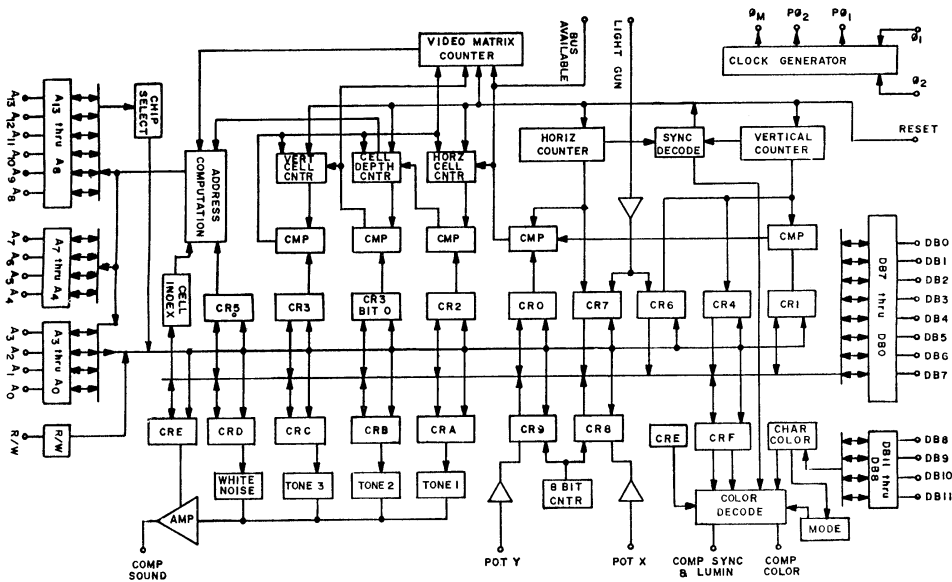 VIDEO MATRIX
COUNTER
BUS
AVAILABLE
LIGHT GUN
ØM
PØ2
PØ1
Ø1
CLOCK GENERATOR
Ø2
RESET
A13
A12
A11
A10
A9
A8
A13 thru A8
CHIP
SELECT
ADDRESS
COMPUTATION
VERT
CELL
CNTR
CELL
DEPTH
CNTR
HORZ
CELL
CNTR
HORIZ
COUNTER
SYNC
DECODE
VERTICAL
COUNTER
CMP
CMP
CMP
CMP
CMP
A7
A6
A5
A4
A7 thru A4
CELL
INDEX
CR5
CR3
CR3
BIT 0
CR2
CR0
CR7
CR6
CR4
CR1
DB7 thru
DB0
DB0
DB1
DB2
DB3
DB4
DB5
DB6
DB7
A3
A2
A1
A0
A3 thru A0
R/W
R/W
CRE
CRD
CRC
CRB
CRA
CR9
CR8
CRE
CRF
CHAR
COLOR
DB11 thru
DB8
DB8
DB9
DB10
DB11
WHITE
NOISE
TONE 3
TONE 2
TONE 1
8 BIT
CNTR
COLOR
DECODE
MODE
AMP
COMP
SOUND
POT Y
POT X
COMP SYNC
& LUMIN
COMP
COLOR